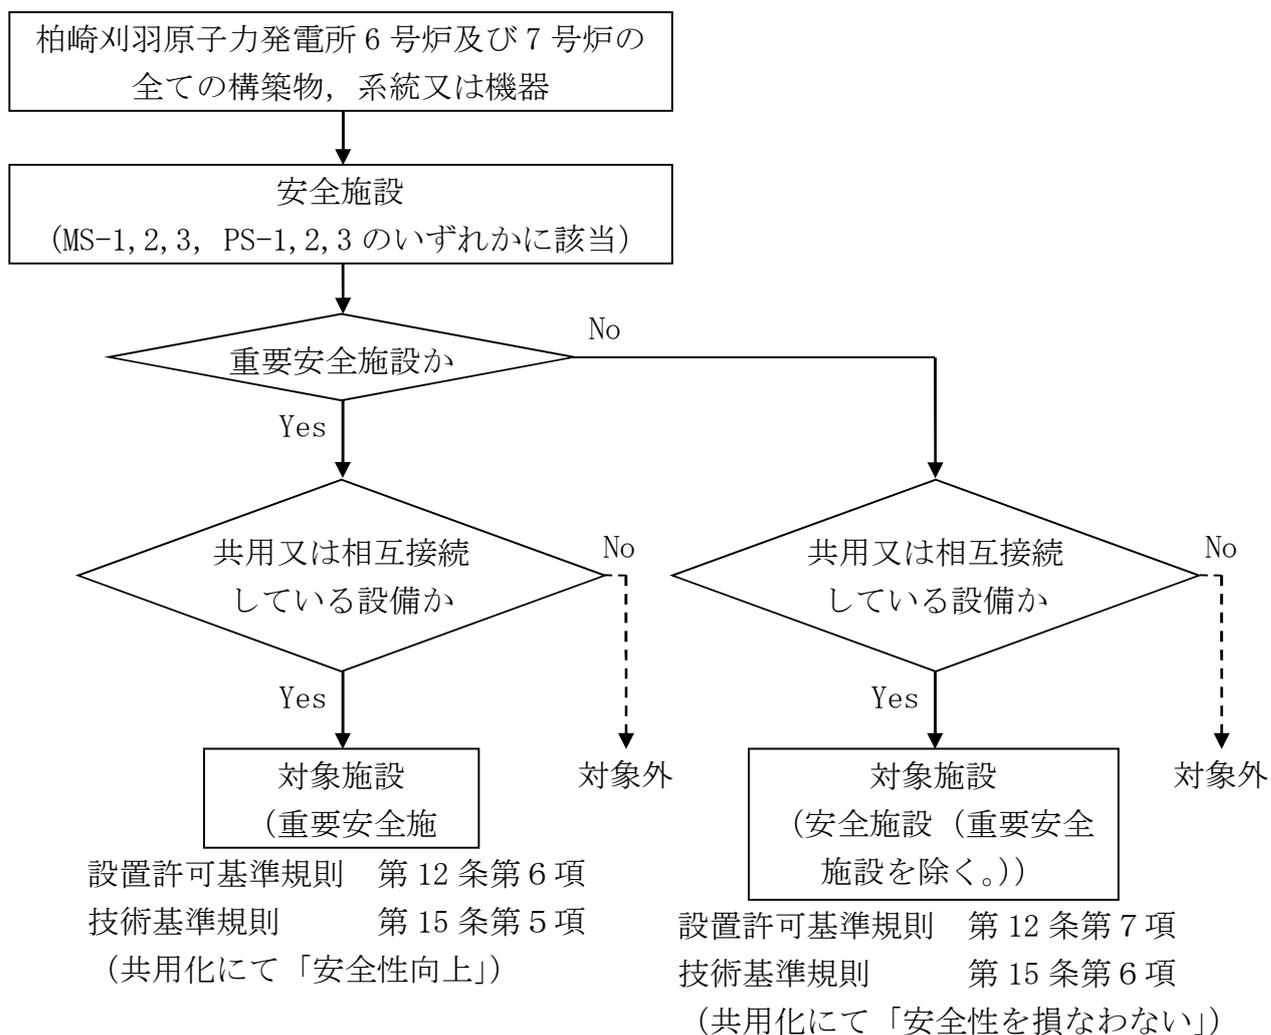 柏崎刈羽原子力発電所6号炉及び7号炉の
全ての構築物，系統又は機器
安全施設
（MS-1,2,3，PS-1,2,3のいずれかに該当）
重要安全施設か
No
Yes
共用又は相互接続
している設備か
No
共用又は相互接続
している設備か
No
Yes
Yes
対象施設
（重要安全施
対象外
対象施設
（安全施設（重要安全
施設を除く。））
対象外
設置許可基準規則　第12条第6項
技術基準規則　第15条第5項
（共用化にて「安全性向上」）
設置許可基準規則　第12条第7項
技術基準規則　第15条第6項
（共用化にて「安全性を損なわない」）